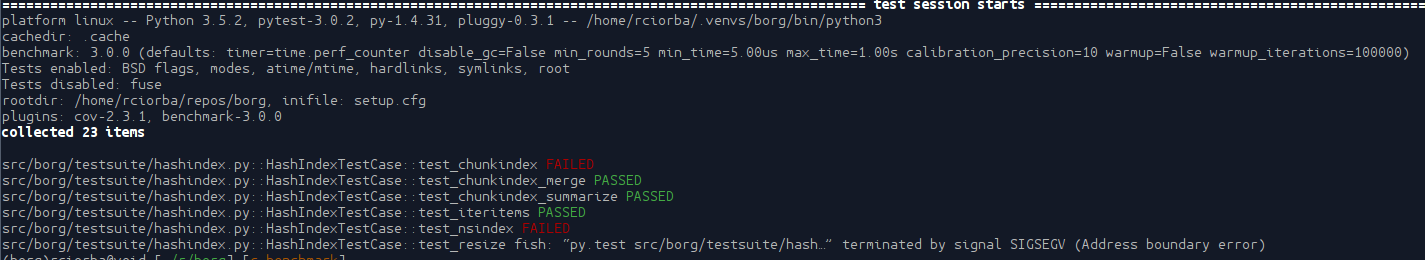 ============ test session starts ============
platform linux -- Python 3.5.2, pytest-3.0.2, py-1.4.31, pluggy-0.3.1 -- /home/rciorba/.venvs/borg/bin/python3
cachedir: .cache
benchmark: 3.0.0 (defaults: timer=time.perf_counter disable_gc=False min_rounds=5 min_time=5.00us max_time=1.00s calibration_precision=10 warmup=False warmup_iterations=100000)
Tests enabled: BSD flags, modes, atime/mtime, hardlinks, symlinks, root
Tests disabled: fuse
rootdir: /home/rciorba/repos/borg, inifile: setup.cfg
plugins: cov-2.3.1, benchmark-3.0.0
collected 23 items
src/borg/testsuite/hashindex.py::HashIndexTestCase::test_chunkindex FAILED
src/borg/testsuite/hashindex.py::HashIndexTestCase::test_chunkindex_merge PASSED
src/borg/testsuite/hashindex.py::HashIndexTestCase::test_chunkindex_summarize PASSED
src/borg/testsuite/hashindex.py::HashIndexTestCase::test_iteritems PASSED
src/borg/testsuite/hashindex.py::HashIndexTestCase::test_nsindex FAILED
src/borg/testsuite/hashindex.py::HashIndexTestCase::test_resize fish: “py.test src/borg/testsuite/hash…” terminated by signal SIGSEGV (Address boundary error)